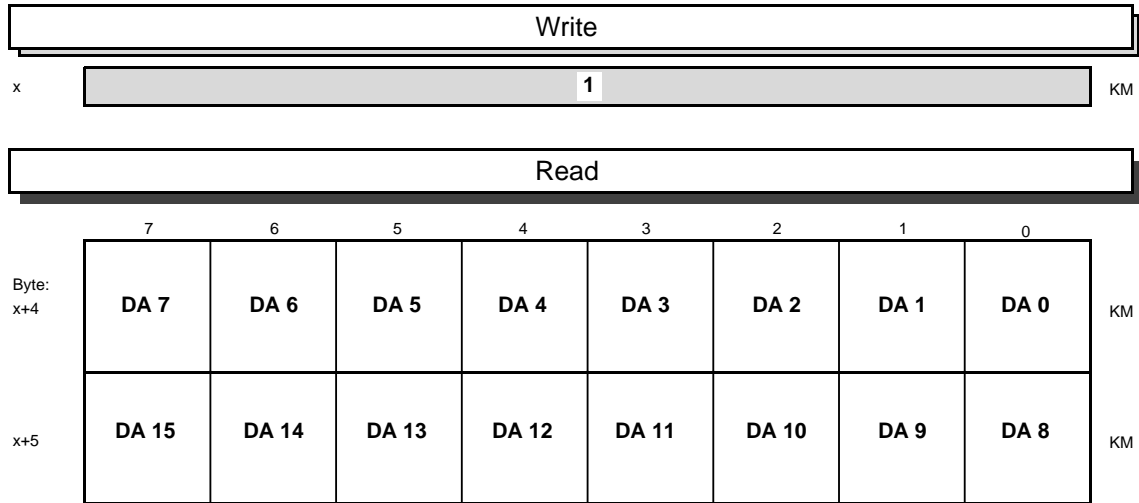 Write
x 1 KM
Read
7 6 5 4 3 2 1 0
Byte:
x+4 DA 7 DA 6 DA 5 DA 4 DA 3 DA 2 DA 1 DA 0 KM
x+5 DA 15 DA 14 DA 13 DA 12 DA 11 DA 10 DA 9 DA 8 KM